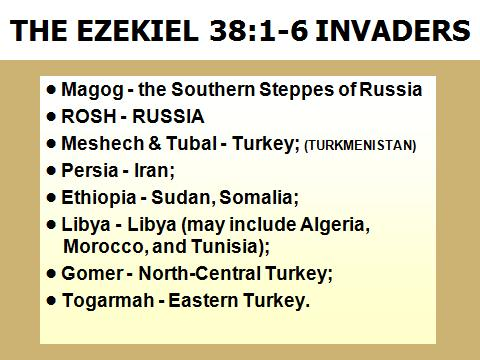 THE EZEKIEL 38:1-6 INVADERS
● Magog - the Southern Steppes of Russia
● ROSH - RUSSIA
● Meshech & Tubal - Turkey; (TURKMENISTAN)
● Persia - Iran;
● Ethiopia - Sudan, Somalia;
● Libya - Libya (may include Algeria,
Morocco, and Tunisia);
● Gomer - North-Central Turkey;
● Togarmah - Eastern Turkey.